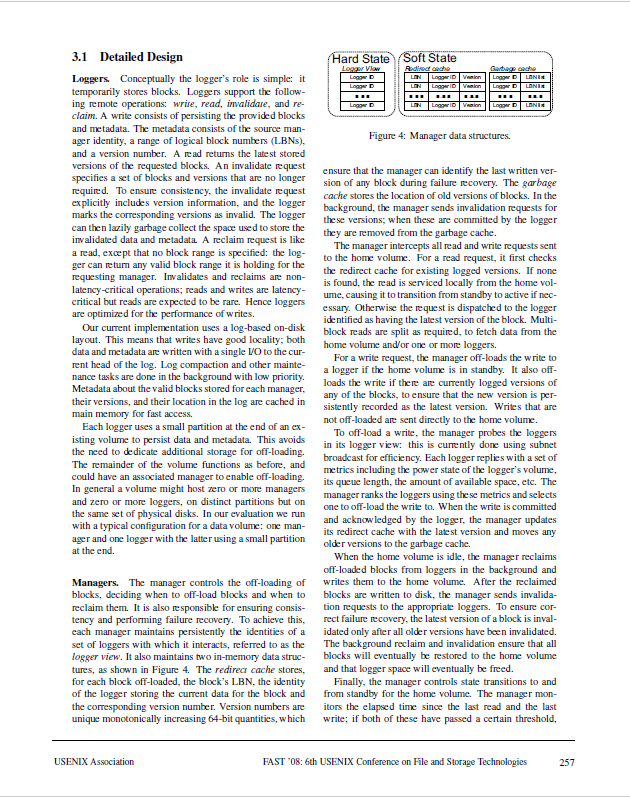 3.1 Detailed Design
Loggers. Conceptually the logger's role is simple: it
temporarily stores blocks. Loggers support the follow-
ing remote operations: write, read, invalidate, and re-
claim. A write consists of persisting the provided blocks
and metadata. The metadata consists of the source man-
ager identity, a range of logical block numbers (LBNs),
and a version number. A read returns the latest stored
versions of the requested blocks. An invalidate request
specifies a set of blocks and versions that are no longer
required. To ensure consistency, the invalidate request
explicitly includes version information, and the logger
marks the corresponding versions as invalid. The logger
can then lazily garbage collect the space used to store the
invalidated data and metadata. A reclaim request is like
a read, except that no block range is specified: the log-
ger can return any valid block range it is holding for the
requesting manager. Invalidates and reclaims are non-
latency-critical operations; reads and writes are latency-
critical but reads are expected to be rare. Hence loggers
are optimized for the performance of writes.
Our current implementation uses a log-based on-disk
layout. This means that writes have good locality; both
data and metadata are written with a single I/O to the cur-
rent head of the log. Log compaction and other mainte-
nance tasks are done in the background with low priority.
Metadata about the valid blocks stored for each manager,
their versions, and their location in the log are cached in
main memory for fast access.
Each logger uses a small partition at the end of an ex-
isting volume to persist data and metadata. This avoids
the need to dedicate additional storage for off-loading.
The remainder of the volume functions as before, and
could have an associated manager to enable off-loading.
In general a volume might host zero or more managers
and zero or more loggers, on distinct partitions but on
the same set of physical disks. In our evaluation we run
with a typical configuration for a data volume: one man-
ager and one logger with the latter using a small partition
at the end.
Managers. The manager controls the off-loading of
blocks, deciding when to off-load blocks and when to
reclaim them. It is also responsible for ensuring consis-
tency and performing failure recovery. To achieve this,
each manager maintains persistently the identities of a
set of loggers with which it interacts, referred to as the
logger view. It also maintains two in-memory data struc-
tures, as shown in Figure 4. The redirect cache stores,
for each block off-loaded, the block's LBN, the identity
of the logger storing the current data for the block and
the corresponding version number. Version numbers are
unique monotonically increasing 64-bit quantities, which
Hard State Soft State
Logger View Redirect cache Garbage cache
Logger ID LBN Logger ID Version Logger ID LBN list
Logger ID LBN Logger ID Version Logger ID LBN list
... ... ... ... ... ...
Logger ID LBN Logger ID Version Logger ID LBN list
Figure 4: Manager data structures.
ensure that the manager can identify the last written ver-
sion of any block during failure recovery. The garbage
cache stores the location of old versions of blocks. In the
background, the manager sends invalidation requests for
these versions; when these are committed by the logger
they are removed from the garbage cache.
The manager intercepts all read and write requests sent
to the home volume. For a read request, it first checks
the redirect cache for existing logged versions. If none
is found, the read is serviced locally from the home vol-
ume, causing it to transition from standby to active if nec-
essary. Otherwise the request is dispatched to the logger
identified as having the latest version of the block. Multi-
block reads are split as required, to fetch data from the
home volume and/or one or more loggers.
For a write request, the manager off-loads the write to
a logger if the home volume is in standby. It also off-
loads the write if there are currently logged versions of
any of the blocks, to ensure that the new version is per-
sistently recorded as the latest version. Writes that are
not off-loaded are sent directly to the home volume.
To off-load a write, the manager probes the loggers
in its logger view: this is currently done using subnet
broadcast for efficiency. Each logger replies with a set of
metrics including the power state of the logger's volume,
its queue length, the amount of available space, etc. The
manager ranks the loggers using these metrics and selects
one to off-load the write to. When the write is committed
and acknowledged by the logger, the manager updates
its redirect cache with the latest version and moves any
older versions to the garbage cache.
When the home volume is idle, the manager reclaims
off-loaded blocks from loggers in the background and
writes them to the home volume. After the reclaimed
blocks are written to disk, the manager sends invalida-
tion requests to the appropriate loggers. To ensure cor-
rect failure recovery, the latest version of a block is inval-
idated only after all older versions have been invalidated.
The background reclaim and invalidation ensure that all
blocks will eventually be restored to the home volume
and that logger space will eventually be freed.
Finally, the manager controls state transitions to and
from standby for the home volume. The manager mon-
itors the elapsed time since the last read and the last
write; if both of these have passed a certain threshold,
USENIX Association FAST '08: 6th USENIX Conference on File and Storage Technologies 257